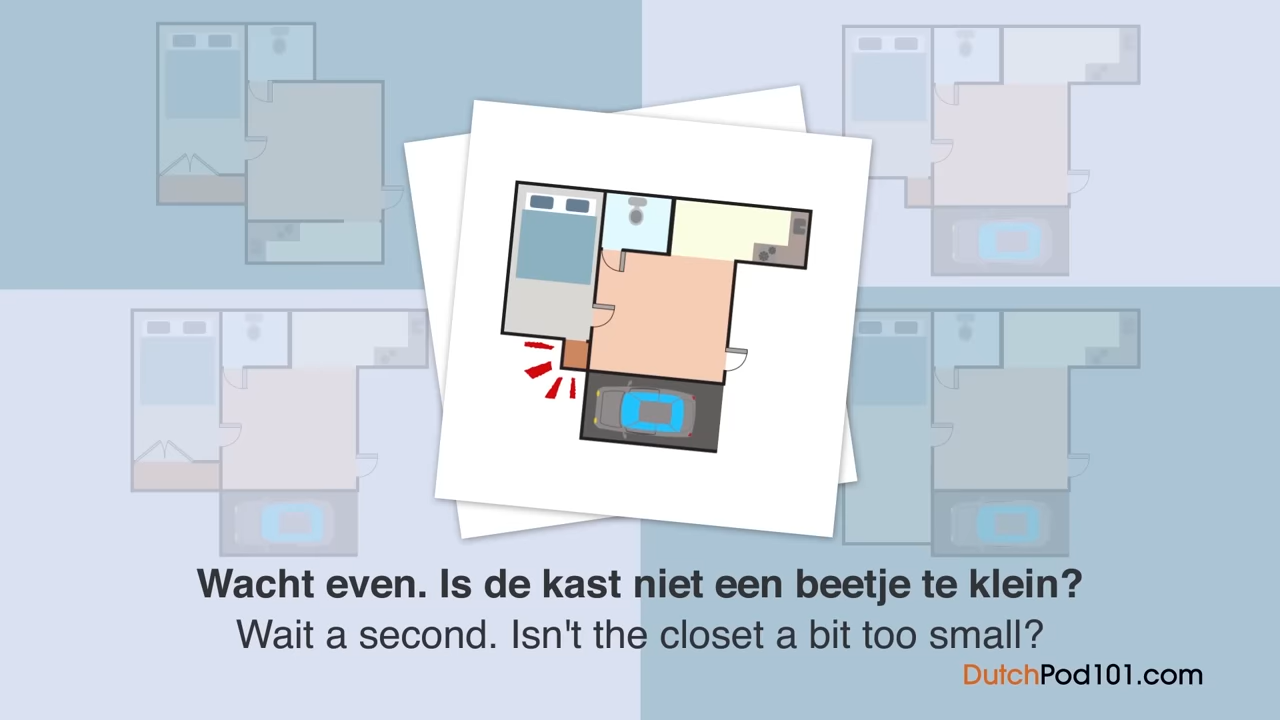 Wacht even. Is de kast niet een beetje te klein?
Wait a second. Isn't the closet a bit too small?
DutchPod101.com